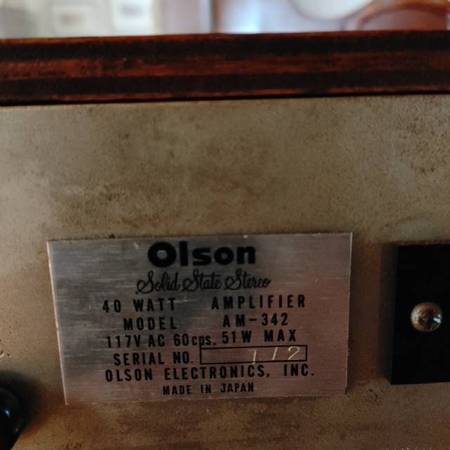 Olson
Solid State Stereo
40 WATT AMPLIFIER
MODEL AM-342
117V AC 60cps. 51W MAX
SERIAL NO. 112
OLSON ELECTRONICS, INC.
MADE IN JAPAN